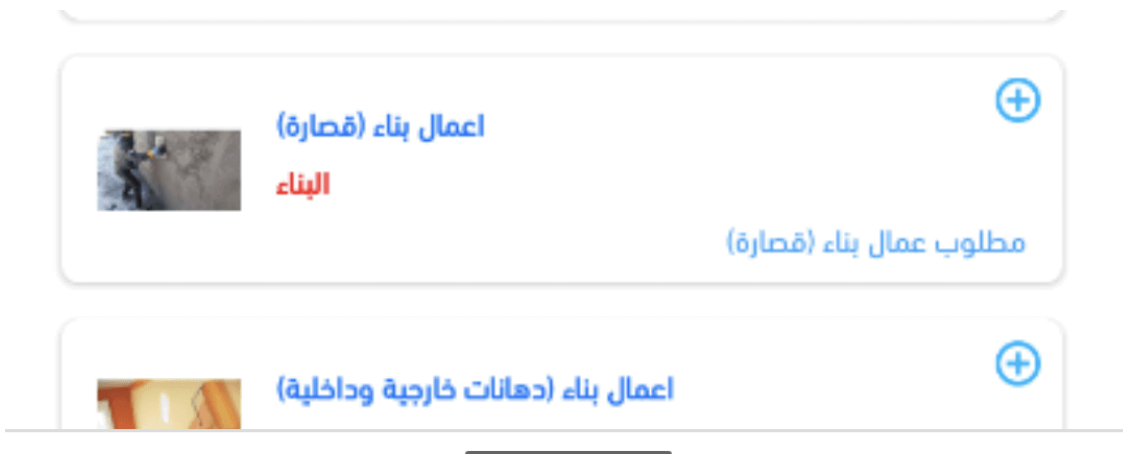 اعمال بناء (قصارة)
البناء
مطلوب عمال بناء (قصارة)
اعمال بناء (دهانات خارجية وداخلية)